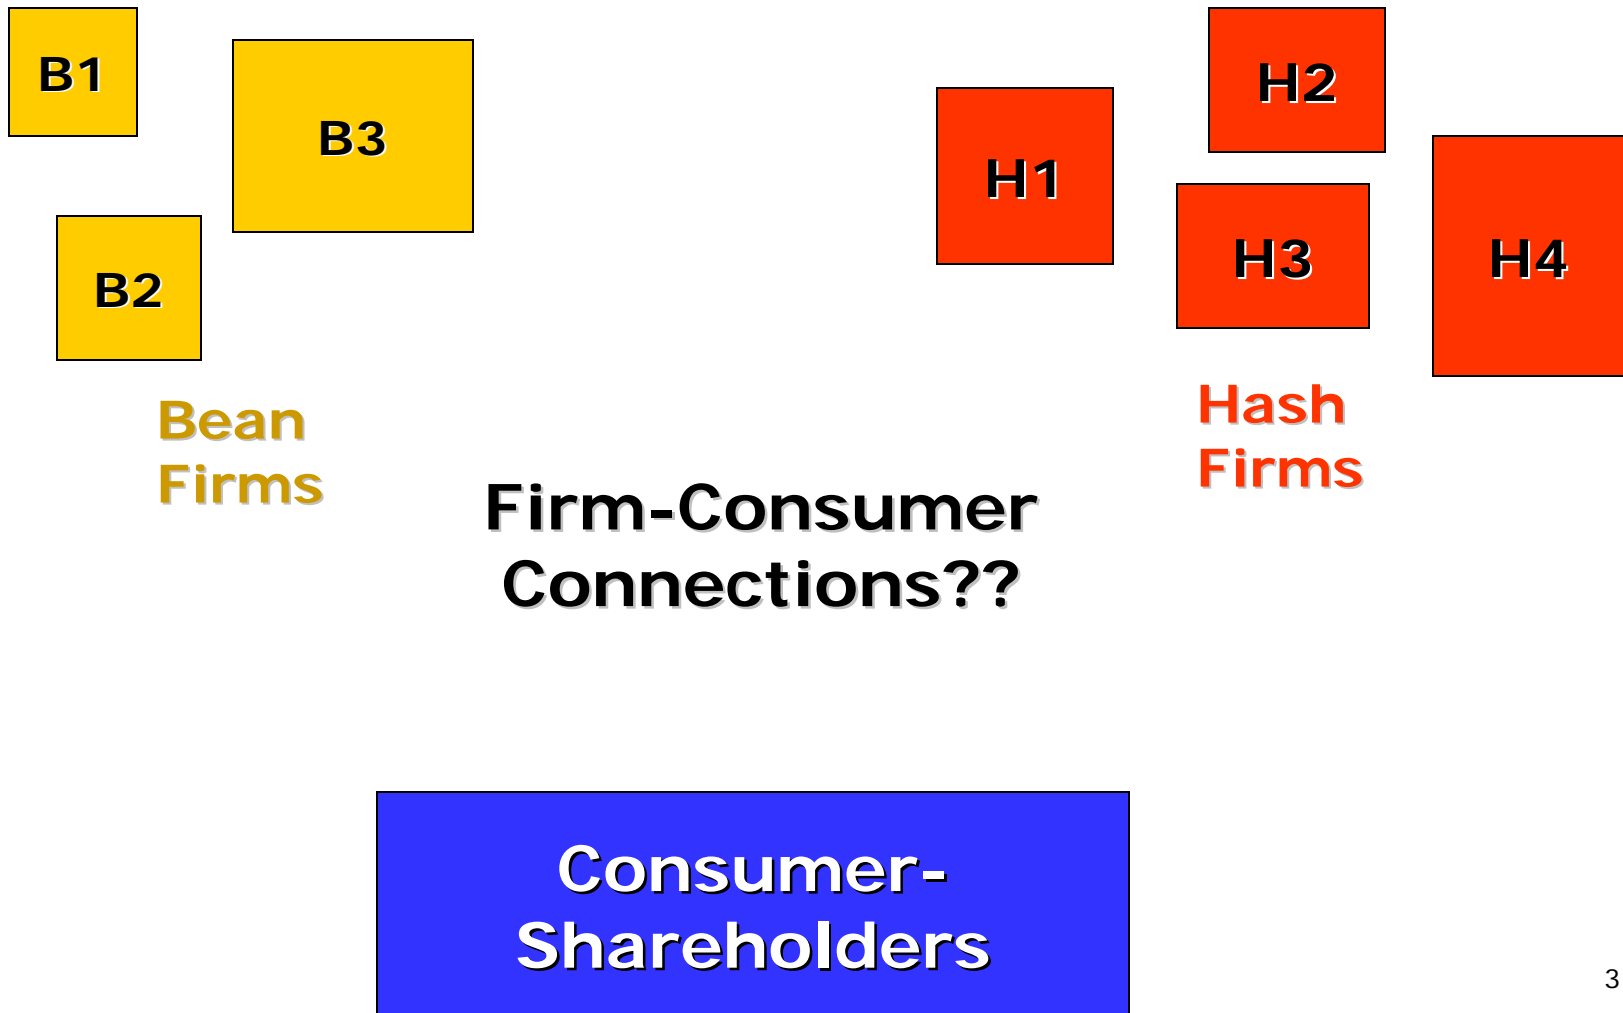 B1
B3
B2
H1
H2
H3
H4
Bean
Firms
Hash
Firms
Firm-Consumer
Connections??
Consumer-
Shareholders
3